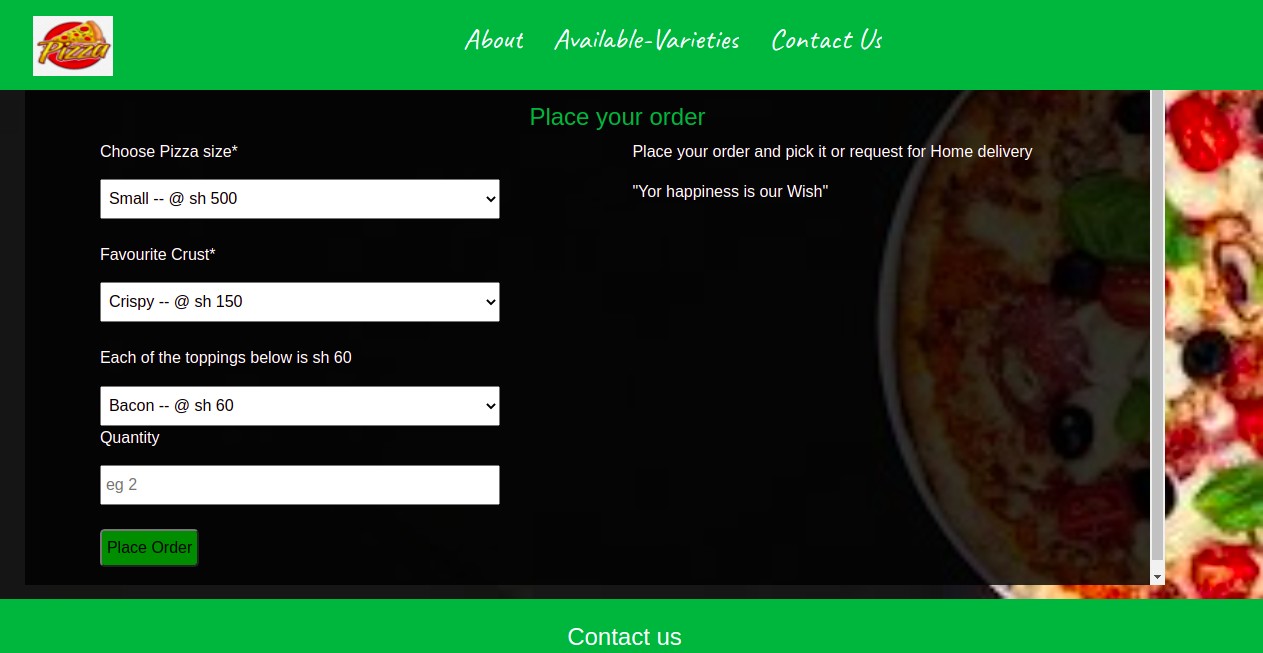 Pizza
About Available-Varieties Contact Us
Place your order
Choose Pizza size*
Small -- @ sh 500
Favourite Crust*
Crispy -- @ sh 150
Each of the toppings below is sh 60
Bacon -- @ sh 60
Quantity
eg 2
Place Order
Place your order and pick it or request for Home delivery
"Yor happiness is our Wish"
Contact us